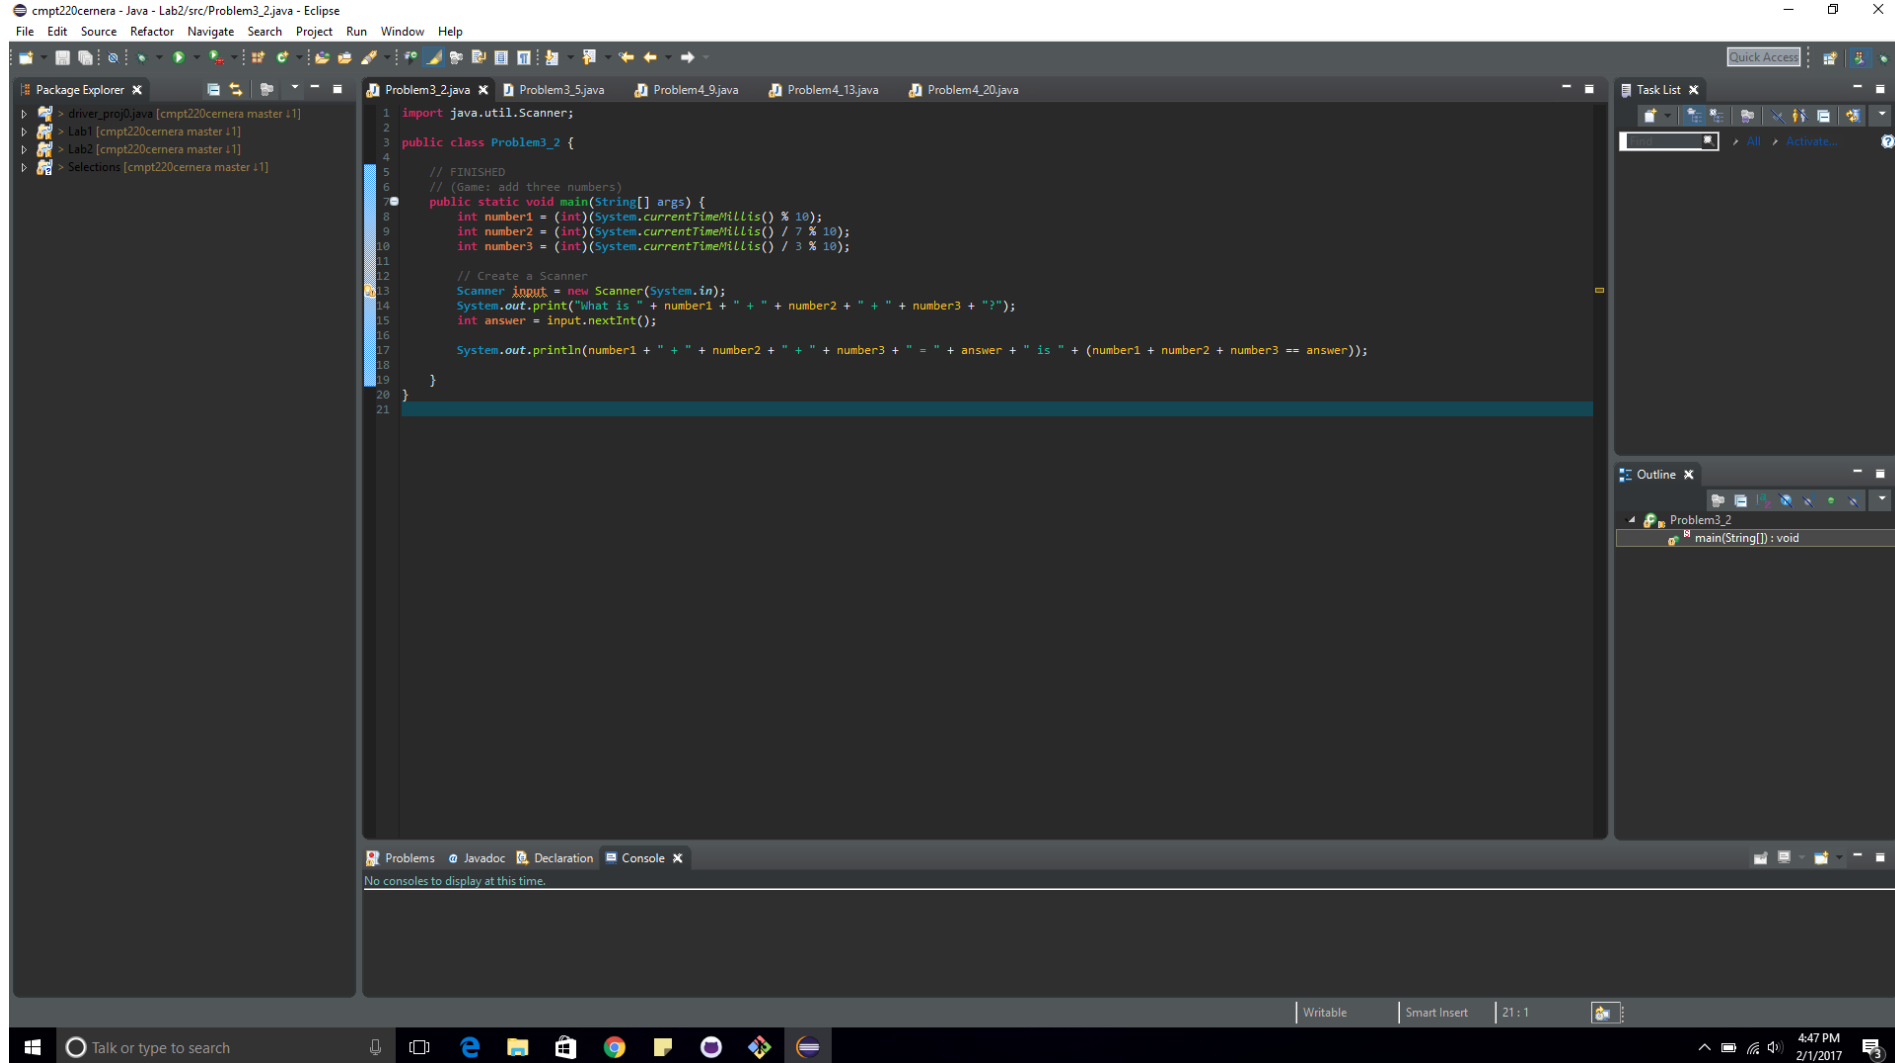 cmpt220cernera - Java - Lab2/src/Problem3_2.java - Eclipse
File Edit Source Refactor Navigate Search Project Run Window Help
Quick Access
Package Explorer
> driver_proj0.java [cmpt220cernera master ↓1]
> Lab1 [cmpt220cernera master ↓1]
> Lab2 [cmpt220cernera master ↓1]
> Selections [cmpt220cernera master ↓1]
Problem3_2.java Problem3_5.java Problem4_9.java Problem4_13.java Problem4_20.java
1 import java.util.Scanner;
2
3 public class Problem3_2 {
4
5 // FINISHED
6 // (Game: add three numbers)
7 public static void main(String[] args) {
8 int number1 = (int)(System.currentTimeMillis() % 10);
9 int number2 = (int)(System.currentTimeMillis() / 7 % 10);
10 int number3 = (int)(System.currentTimeMillis() / 3 % 10);
11
12 // Create a Scanner
13 Scanner input = new Scanner(System.in);
14 System.out.print("What is " + number1 + " + " + number2 + " + " + number3 + "?");
15 int answer = input.nextInt();
16
17 System.out.println(number1 + " + " + number2 + " + " + number3 + " = " + answer + " is " + (number1 + number2 + number3 == answer));
18
19 }
20 }
21
Task List
Find All Activate...
Outline
Problem3_2
main(String[]) : void
Problems Javadoc Declaration Console
No consoles to display at this time.
Writable Smart Insert 21 : 1
Talk or type to search
4:47 PM
2/1/2017
3